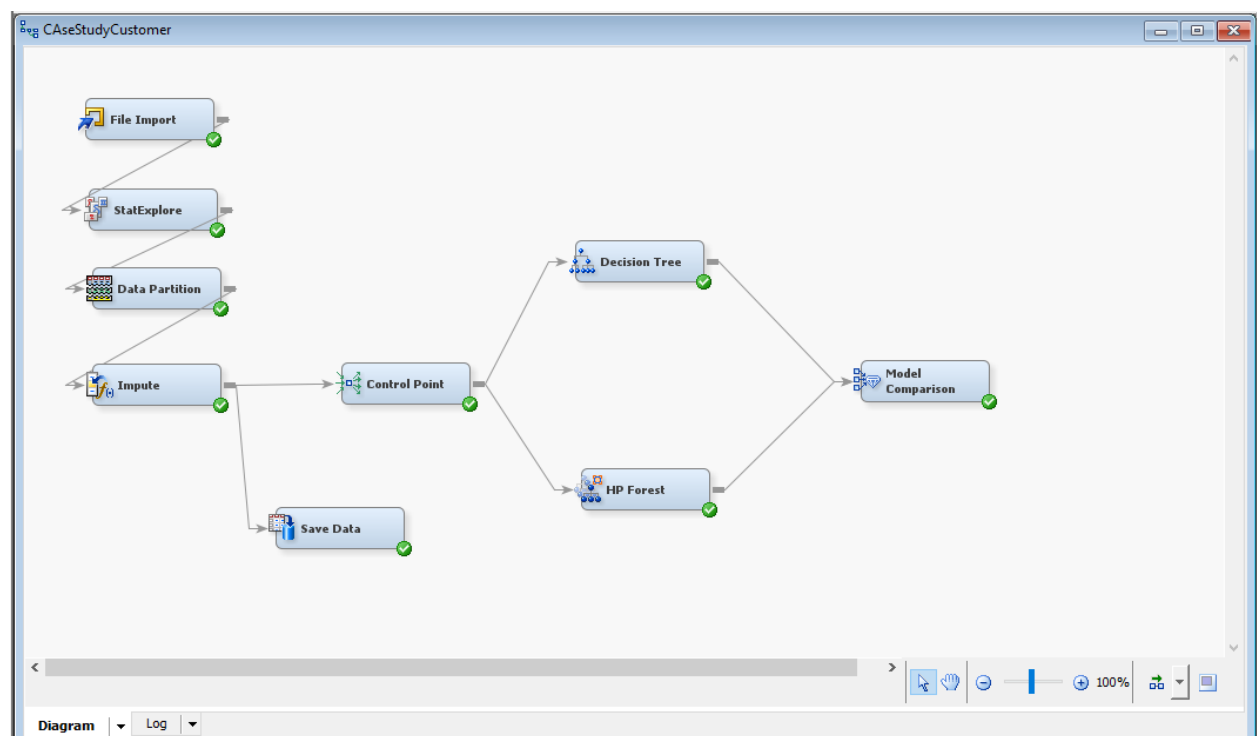 CAseStudyCustomer
File Import
StatExplore
Data Partition
Impute
Control Point
Save Data
Decision Tree
HP Forest
Model
Comparison
100%
Diagram
Log